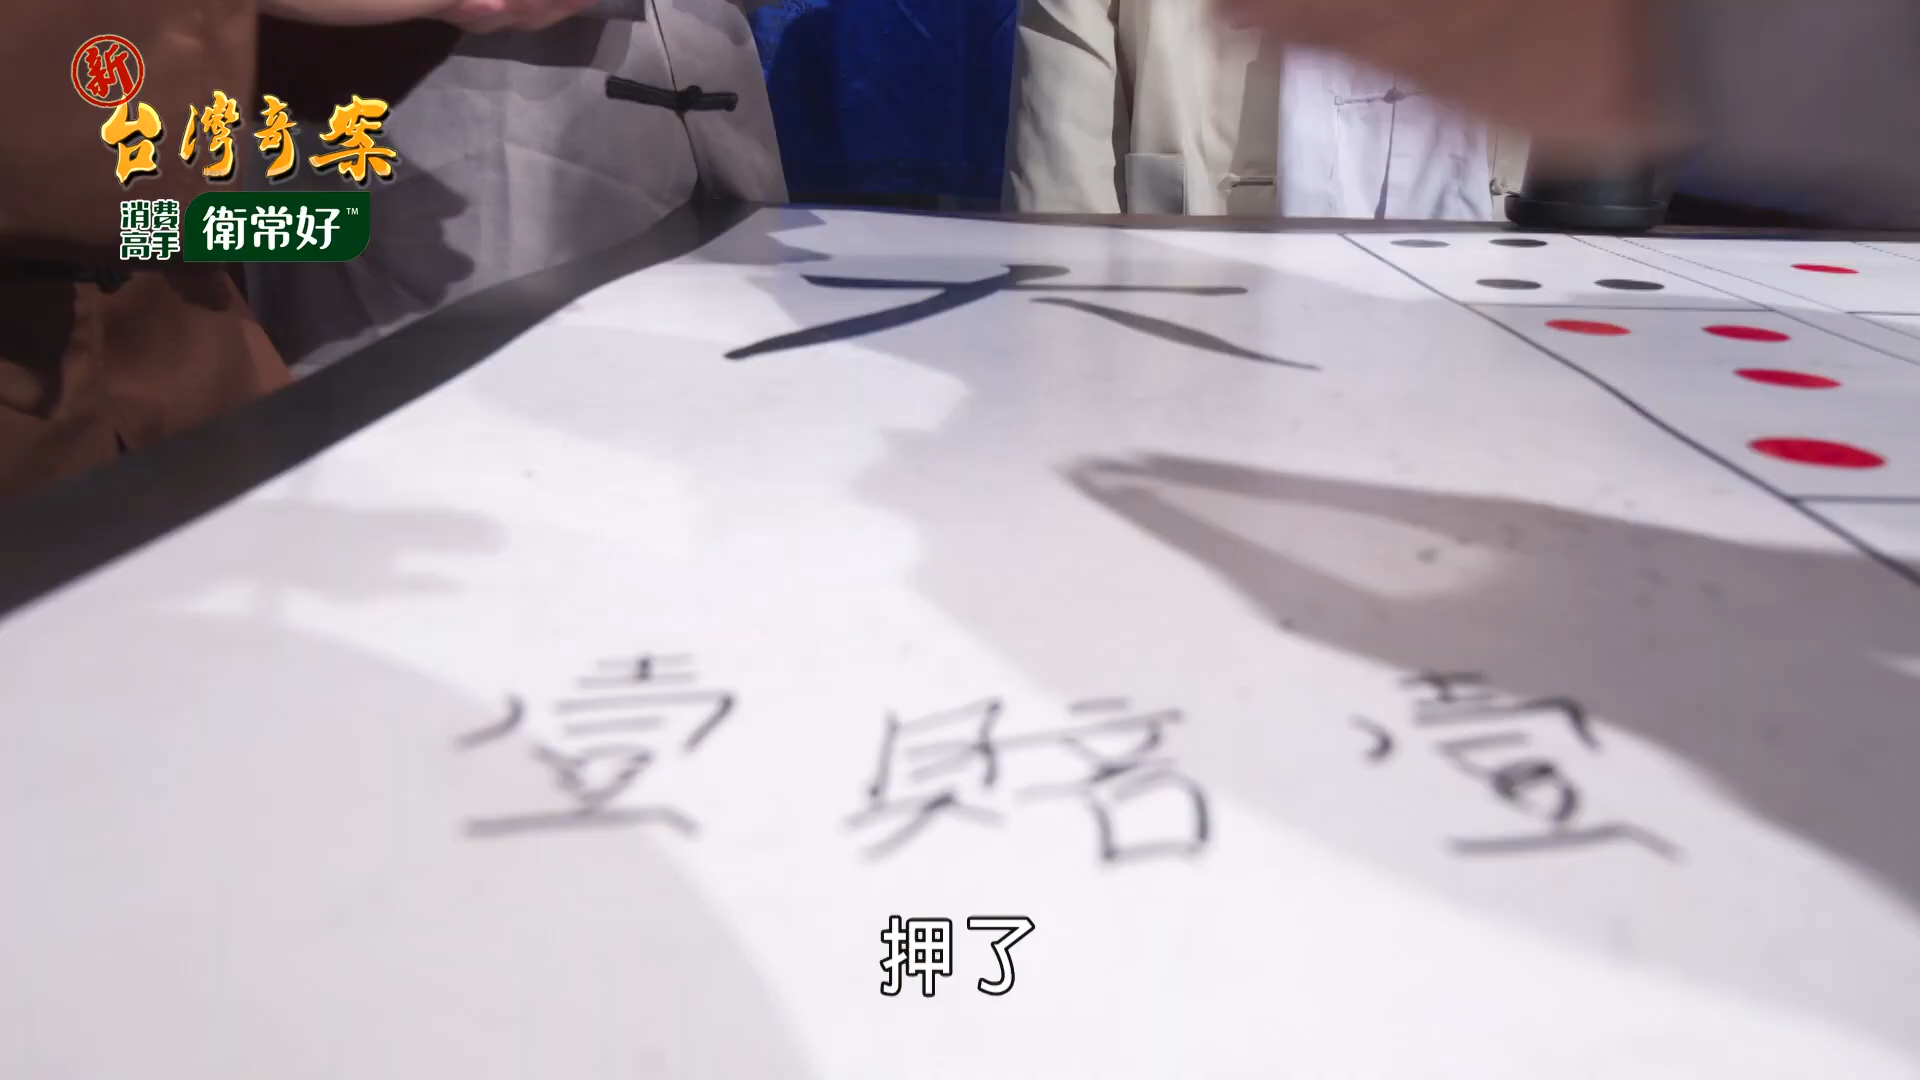 新
台灣奇案
消費高手 衛常好™
大
壹賠壹
押了